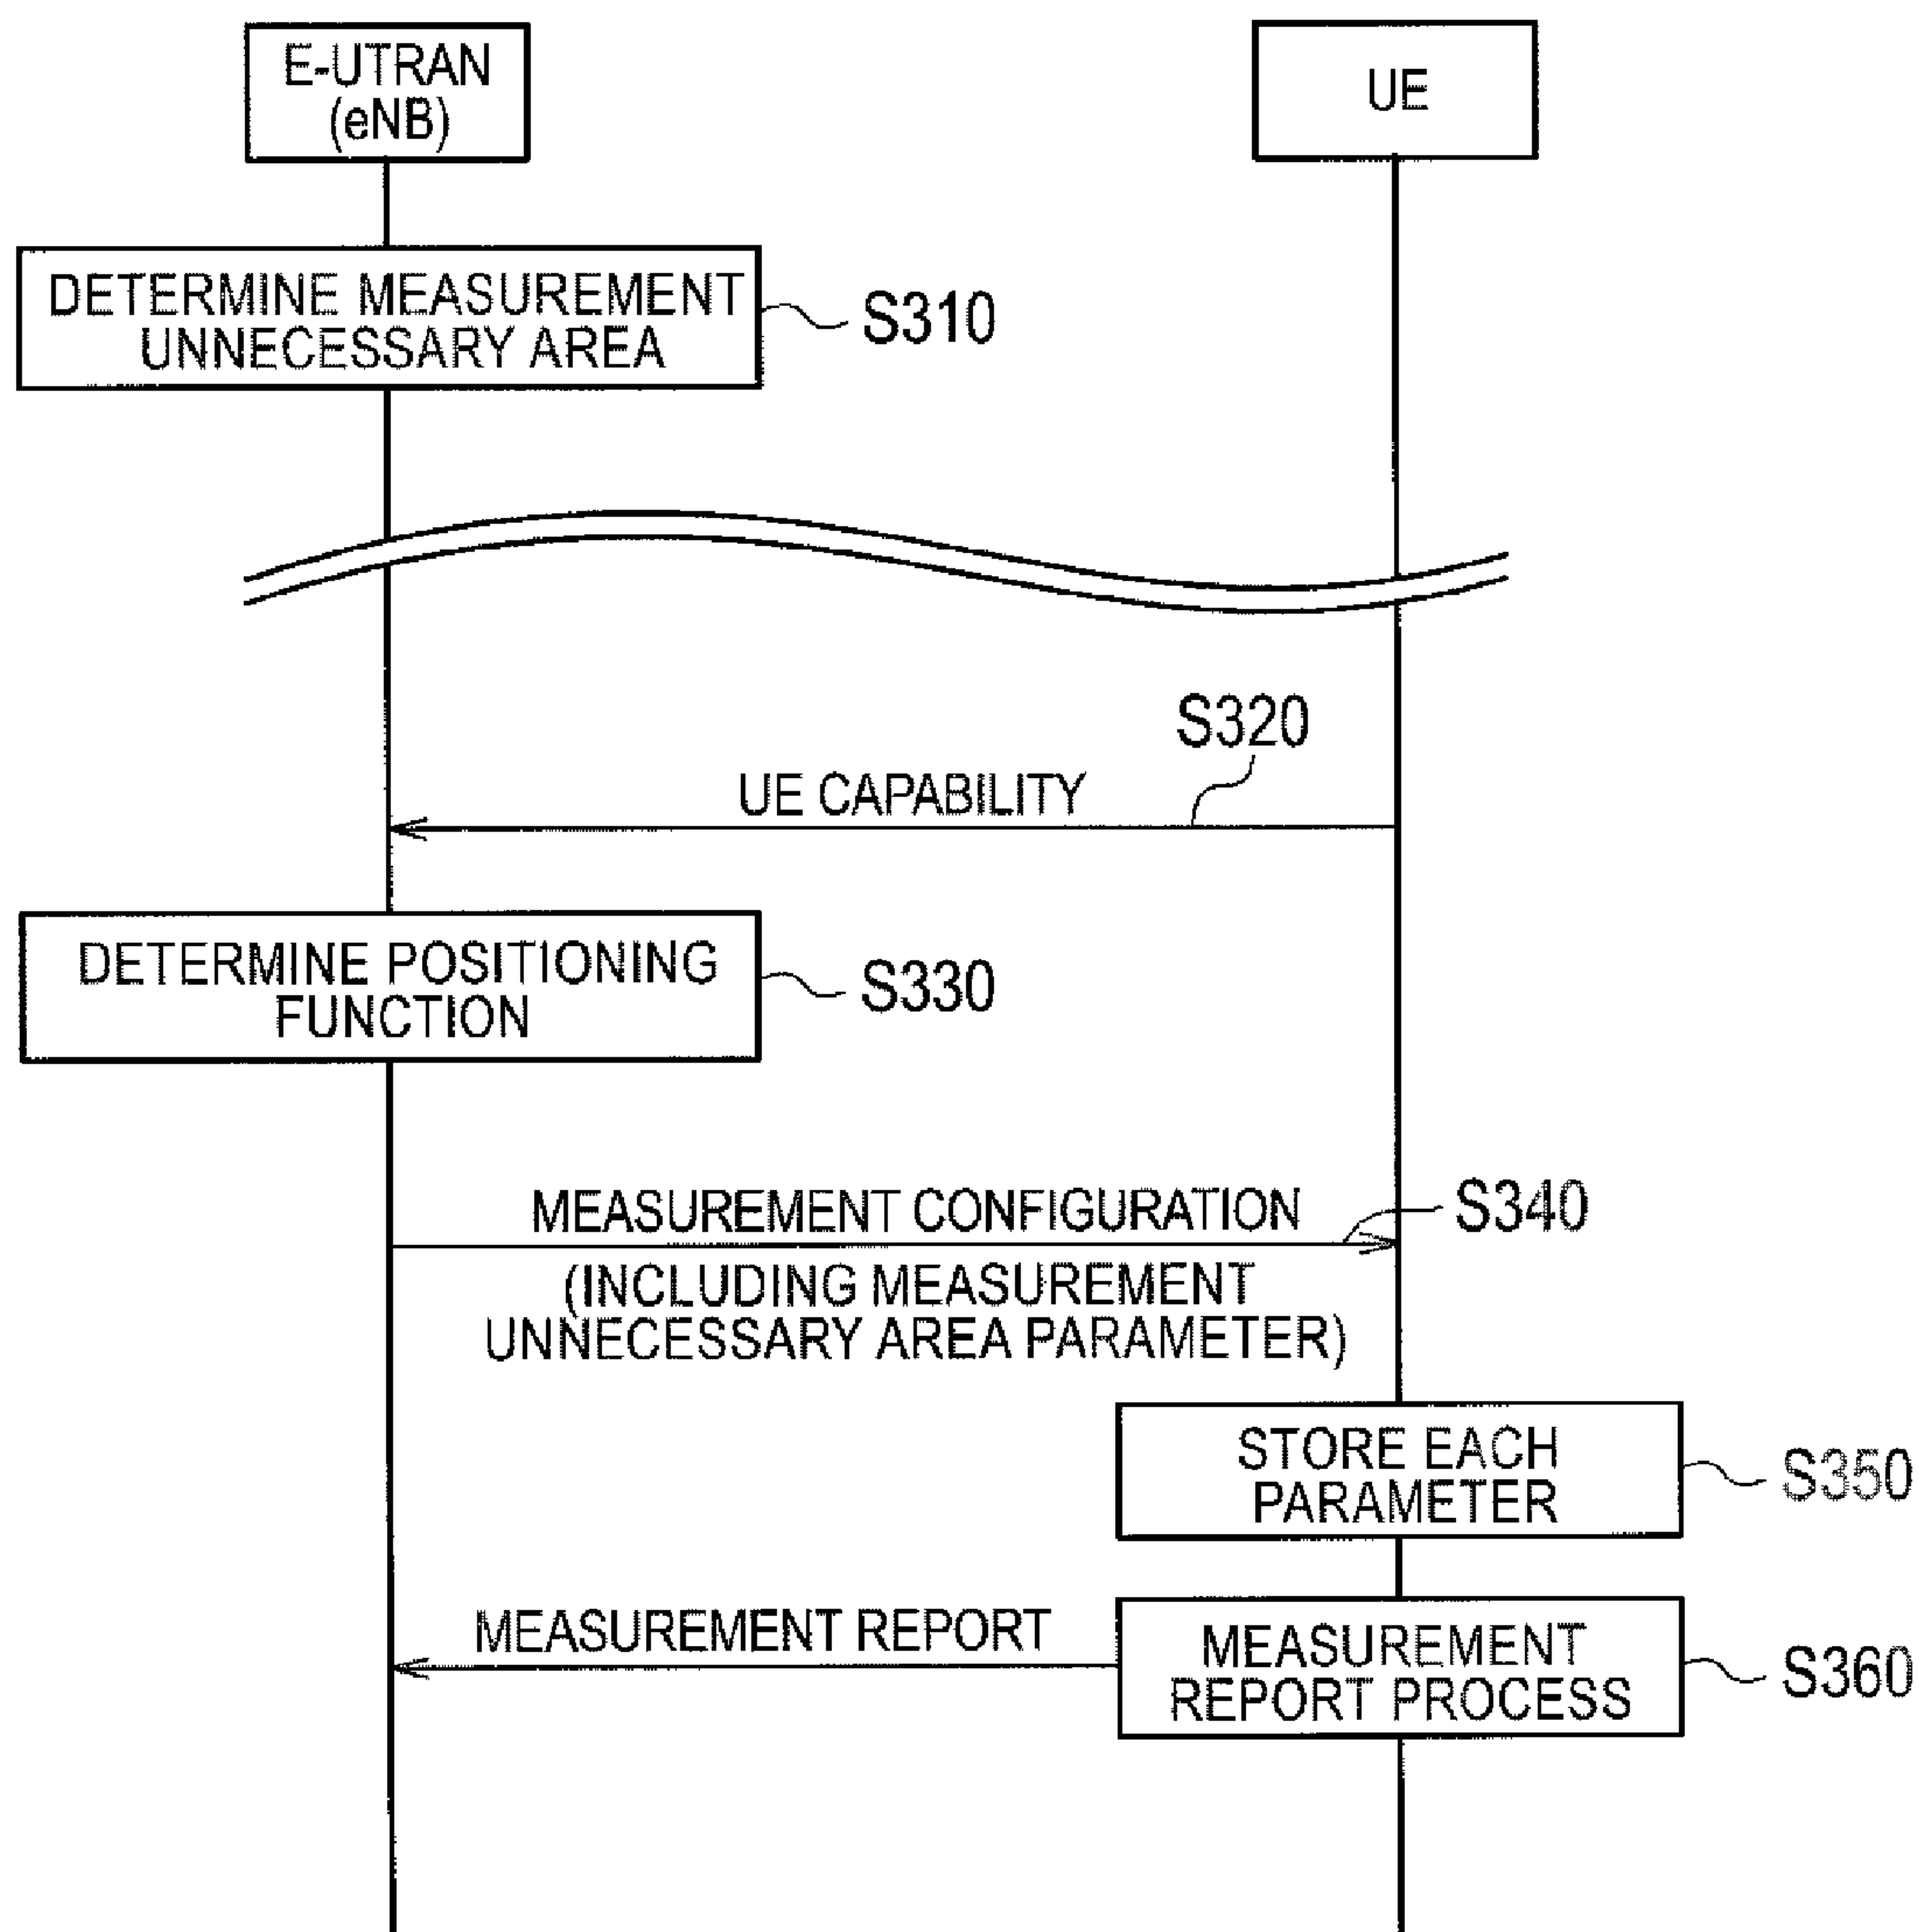 E-UTRAN
(eNB)
UE
DETERMINE MEASUREMENT
UNNECESSARY AREA
S310
S320
UE CAPABILITY
DETERMINE POSITIONING
FUNCTION
S330
MEASUREMENT CONFIGURATION
S340
(INCLUDING MEASUREMENT
UNNECESSARY AREA PARAMETER)
STORE EACH
PARAMETER
S350
MEASUREMENT REPORT
MEASUREMENT
REPORT PROCESS
S360